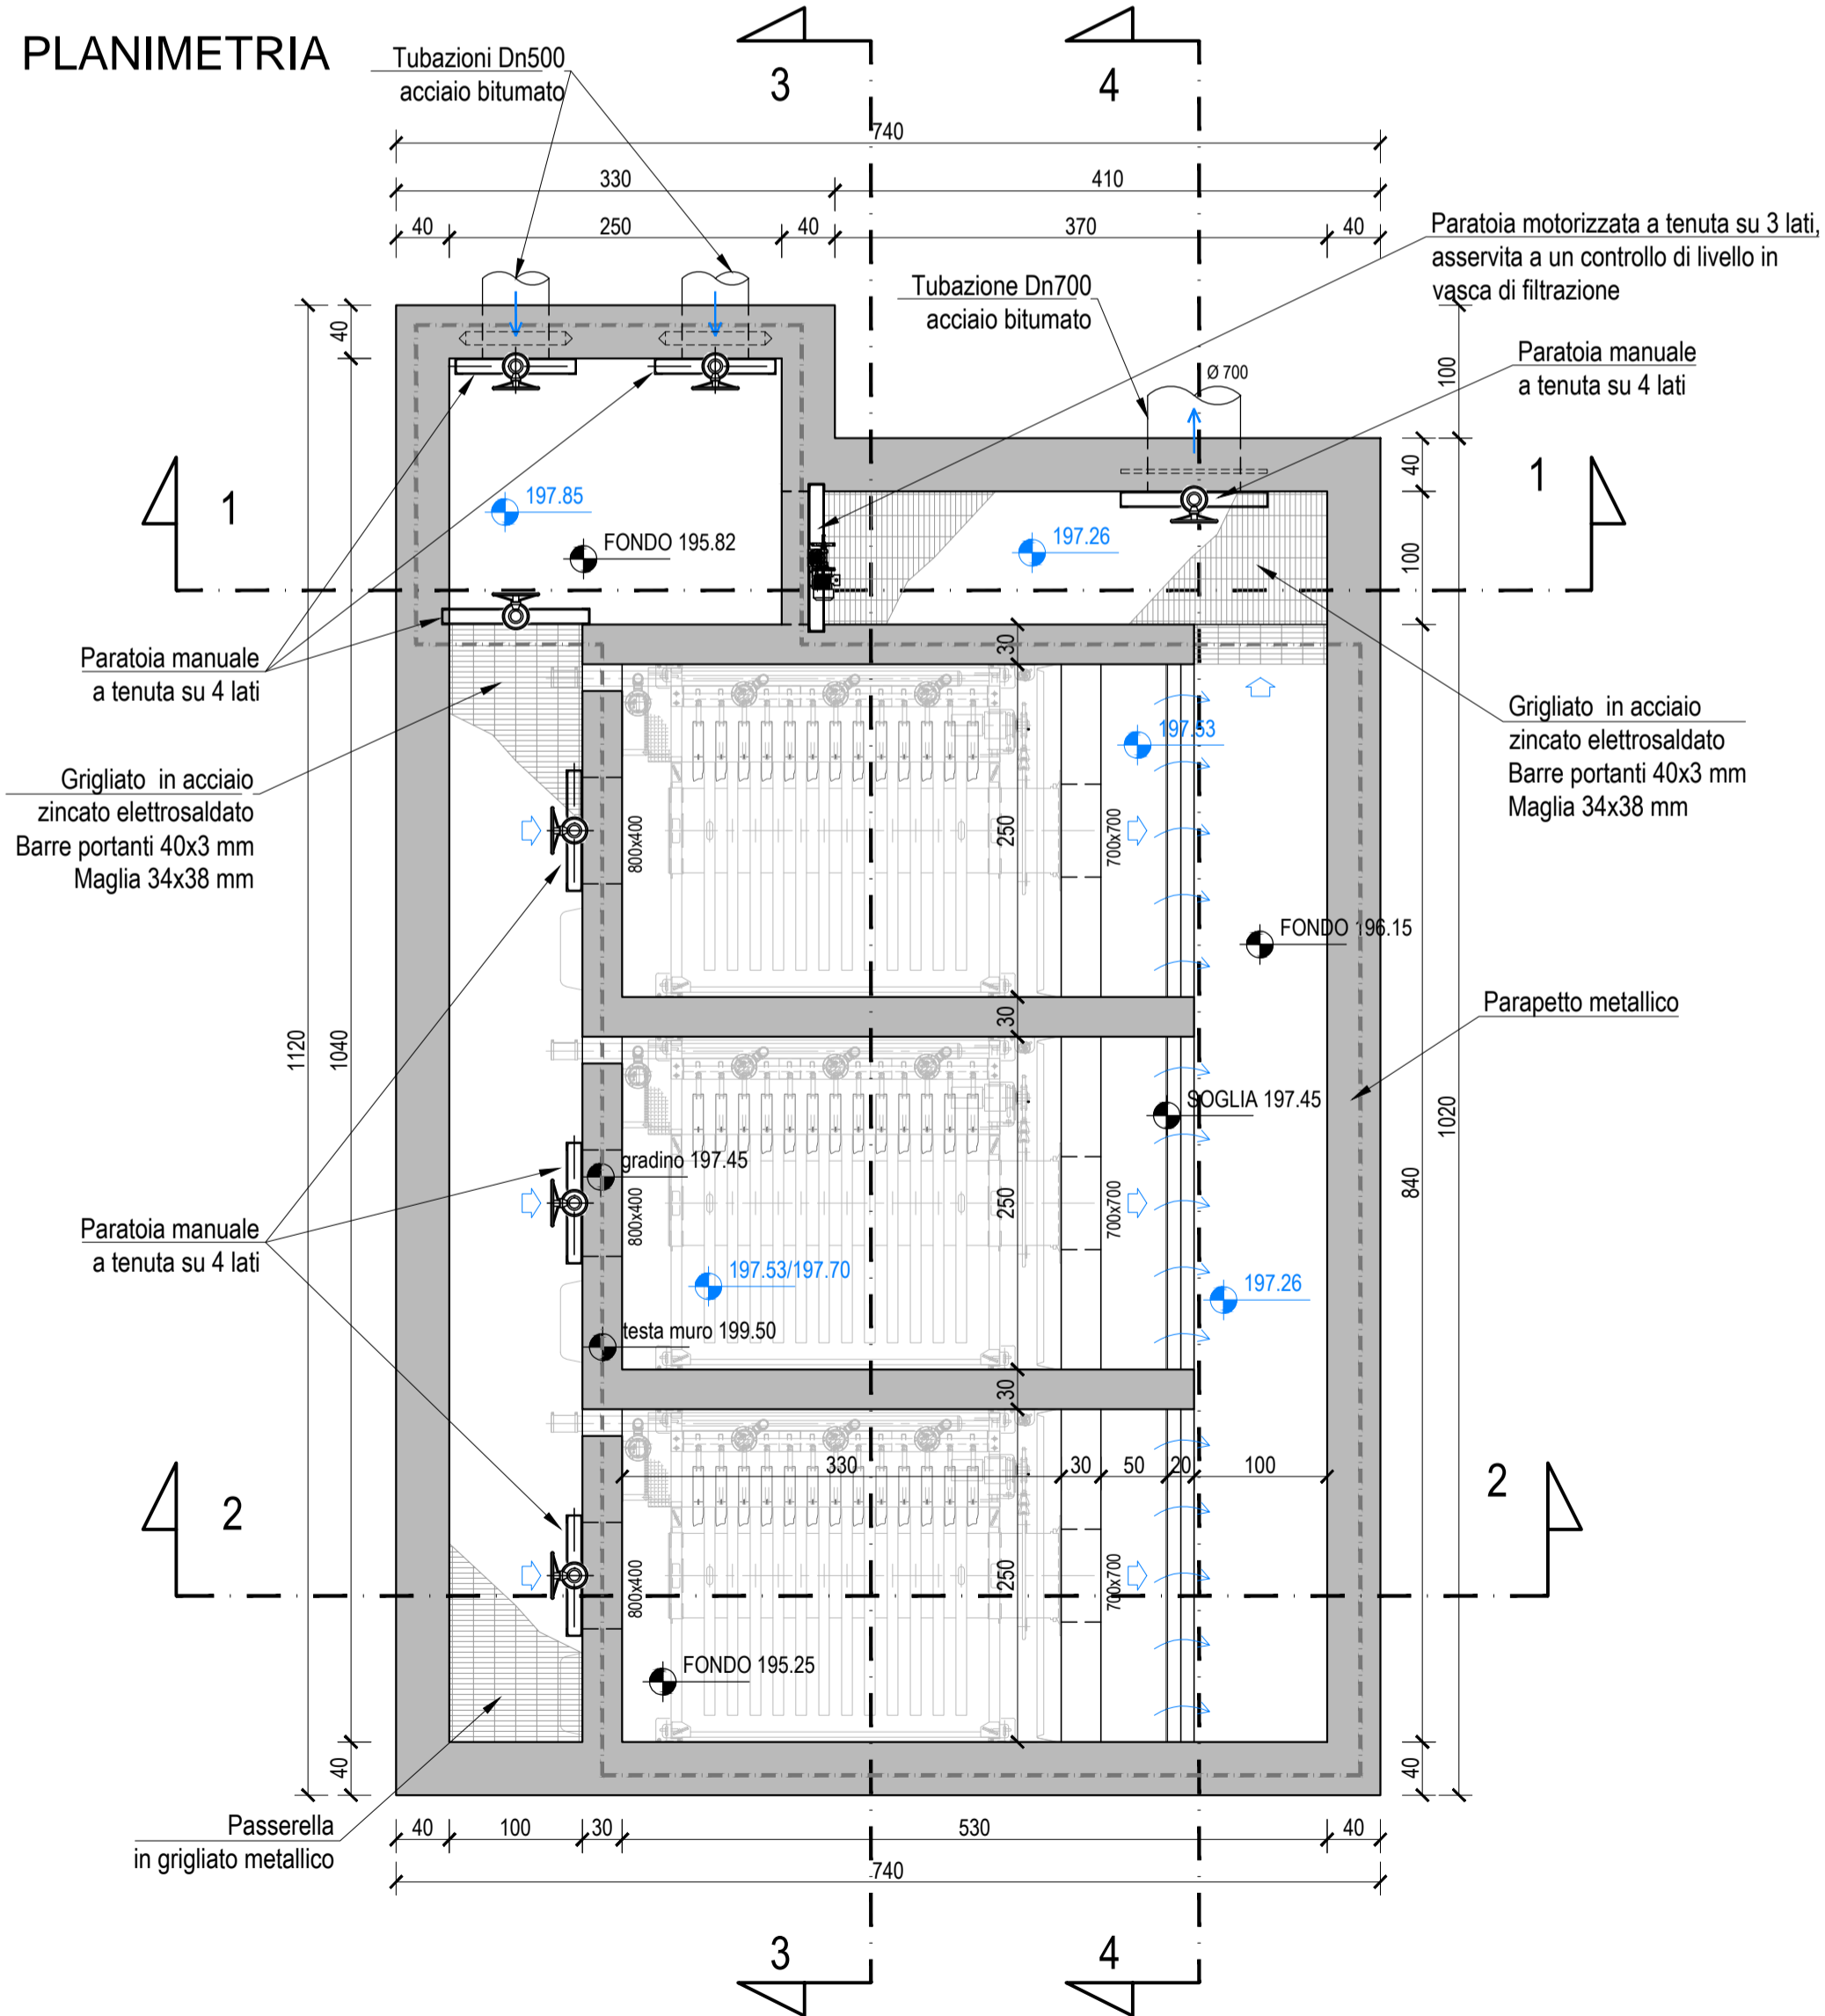 PLANIMETRIA
Tubazioni Dn500
acciaio bitumato
3
4
740
330
410
40
250
40
370
40
Paratoia motorizzata a tenuta su 3 lati,
asservita a un controllo di livello in
vasca di filtrazione
Tubazione Dn700
acciaio bitumato
Paratoia manuale
a tenuta su 4 lati
Ø 700
40
100
40
1
1
197.85
FONDO 195.82
197.26
100
Paratoia manuale
a tenuta su 4 lati
30
Grigliato in acciaio
zincato elettrosaldato
Barre portanti 40x3 mm
Maglia 34x38 mm
197.53
Grigliato in acciaio
zincato elettrosaldato
Barre portanti 40x3 mm
Maglia 34x38 mm
800x400
250
700x700
FONDO 196.15
Parapetto metallico
30
1120
1040
SOGLIA 197.45
1020
840
gradino 197.45
800x400
250
700x700
Paratoia manuale
a tenuta su 4 lati
197.53/197.70
197.26
testa muro 199.50
30
330
30
50
20
100
2
2
800x400
250
700x700
FONDO 195.25
40
40
Passerella
in grigliato metallico
40
100
30
530
40
740
3
4